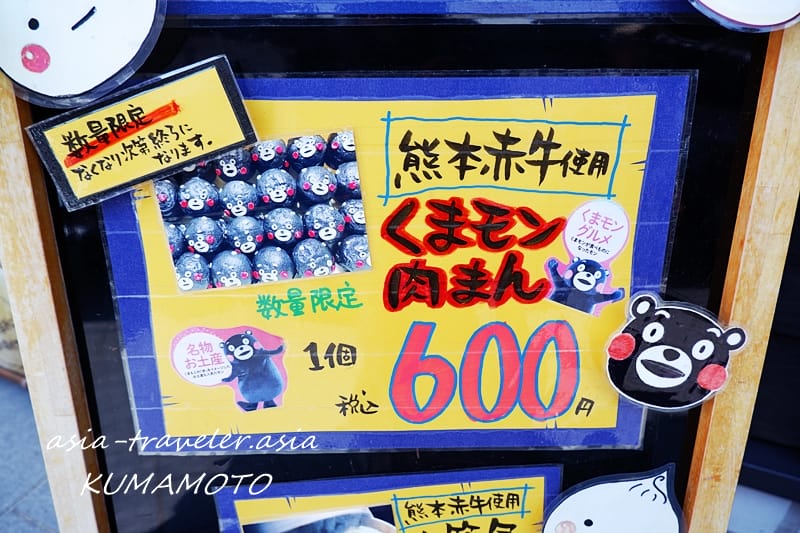 数量限定
なくなり次第終了に
なります。
熊本赤牛使用
くまモン
肉まん
くまモン
グルメ
数量限定
名物
お土産
1個
税込
600円
asia-traveler.asia
KUMAMOTO
熊本赤牛使用